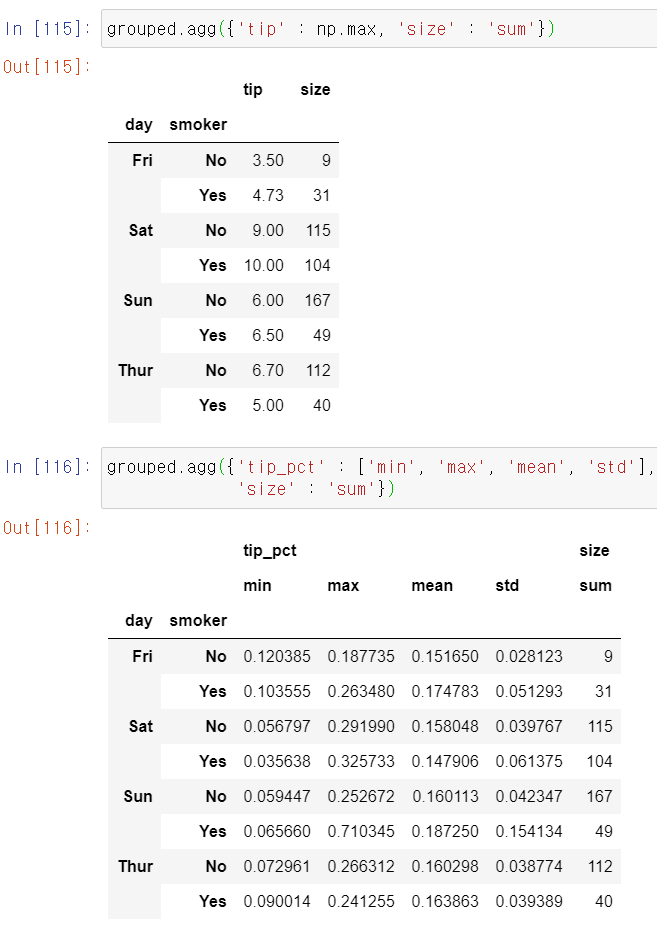 In [115]: grouped.agg({'tip' : np.max, 'size' : 'sum'})
Out[115]:
tip size
day smoker
Fri No 3.50 9
Yes 4.73 31
Sat No 9.00 115
Yes 10.00 104
Sun No 6.00 167
Yes 6.50 49
Thur No 6.70 112
Yes 5.00 40
In [116]: grouped.agg({'tip_pct' : ['min', 'max', 'mean', 'std'],
'size' : 'sum'})
Out[116]:
tip_pct size
min max mean std sum
day smoker
Fri No 0.120385 0.187735 0.151650 0.028123 9
Yes 0.103555 0.263480 0.174783 0.051293 31
Sat No 0.056797 0.291990 0.158048 0.039767 115
Yes 0.035638 0.325733 0.147906 0.061375 104
Sun No 0.059447 0.252672 0.160113 0.042347 167
Yes 0.065660 0.710345 0.187250 0.154134 49
Thur No 0.072961 0.266312 0.160298 0.038774 112
Yes 0.090014 0.241255 0.163863 0.039389 40